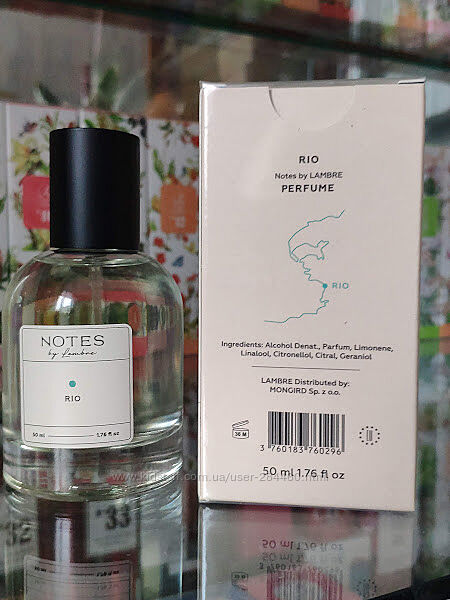 NOTES
by Lambre
RIO
50 ml
1.76 fl oz
RIO
Notes by LAMBRE
PERFUME
RIO
Ingredients: Alcohol Denat., Parfum, Limonene,
Linalool, Citronellol, Citral, Geraniol
LAMBRE Distributed by:
MONGIRD Sp. z o.o.
36 M
3 760183 760296
50 ml 1.76 fl oz
33
32